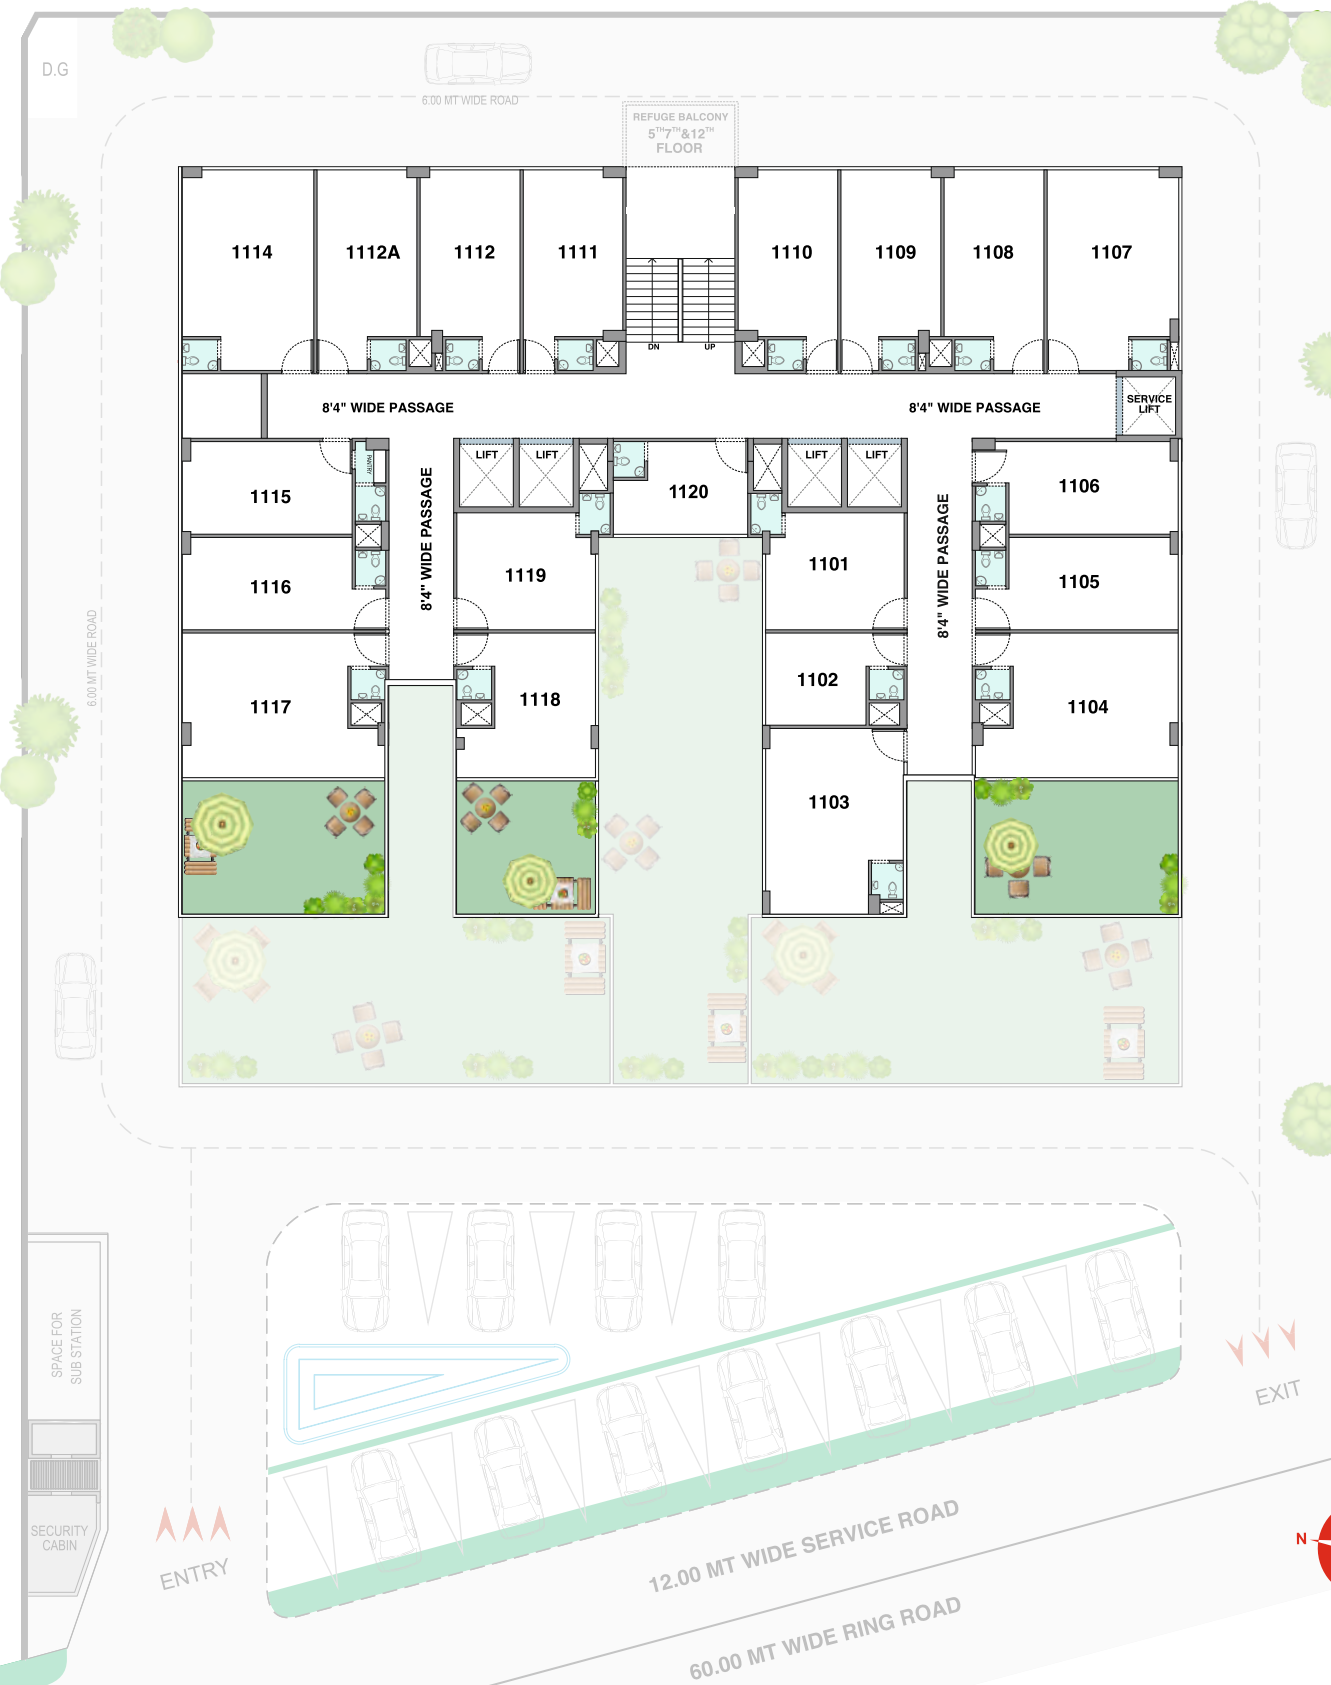 D.G
6.00 MT WIDE ROAD
REFUGE BALCONY
5TH7TH&12TH
FLOOR
1114
1112A
1112
1111
1110
1109
1108
1107
DN
UP
8'4" WIDE PASSAGE
8'4" WIDE PASSAGE
SERVICE
LIFT
1115
PANTRY
8'4" WIDE PASSAGE
LIFT
LIFT
1120
LIFT
LIFT
8'4" WIDE PASSAGE
1106
1116
1119
1101
1105
6.00 MT WIDE ROAD
1117
1118
1102
1104
1103
SPACE FOR
SUB STATION
SECURITY
CABIN
ENTRY
EXIT
12.00 MT WIDE SERVICE ROAD
60.00 MT WIDE RING ROAD
N